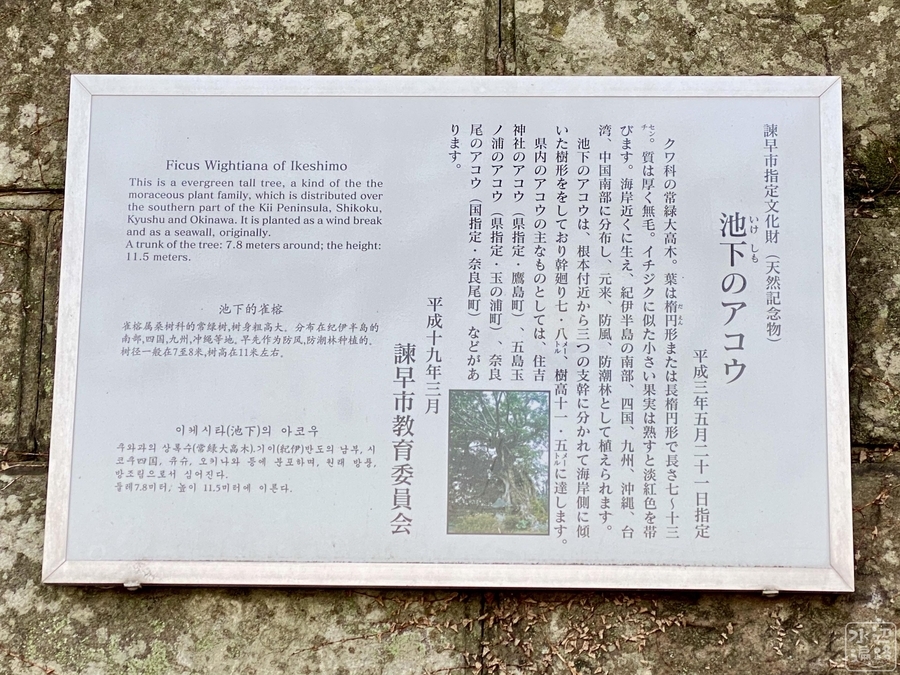 諫早市指定文化財（天然記念物）
池下のアコウ
いけしも
平成三年五月二十一日指定
クワ科の常緑大高木。葉は楕円形または長楕円形で長さ七〜十三
だえん
センチ。質は厚く無毛。イチジクに似た小さい果実は熟すと淡紅色を帯
びます。海岸近くに生え、紀伊半島の南部、四国、九州、沖縄、台
湾、中国南部に分布し、元来、防風、防潮林として植えられます。
池下のアコウは、根本付近から三つの支幹に分かれて海岸側に傾
いた樹形ををしており幹廻り七・八メートル、樹高十一・五メートルに達します。
県内のアコウの主なものとしては、住吉
神社のアコウ（県指定・鷹島町）、五島玉
ノ浦のアコウ（県指定・玉の浦町）、奈良
尾のアコウ（国指定・奈良尾町）などがあ
ります。
平成十九年三月
諫早市教育委員会
Ficus Wightiana of Ikeshimo
This is a evergreen tall tree, a kind of the the
moraceous plant family, which is distributed over
the southern part of the Kii Peninsula, Shikoku,
Kyushu and Okinawa. It is planted as a wind break
and as a seawall, originally.
A trunk of the tree: 7.8 meters around; the height:
11.5 meters.
池下的雀榕
雀榕属桑树科的常绿树,树身粗高大。分布在纪伊半岛的
南部,四国,九州,冲绳等地。早先作为防风,防潮林种植的。
树径一般在7至8米,树高在11米左右。
이케시타(池下)의 아코우
쿠와과의 상록수(常緑大高木).기이(紀伊)반도의 남부, 시
코쿠四国, 큐슈, 오키나와 등에 분포하며, 원래 방풍,
방조림으로서 심어진다.
둘레7.8미터, 높이 11.5미터에 이른다.